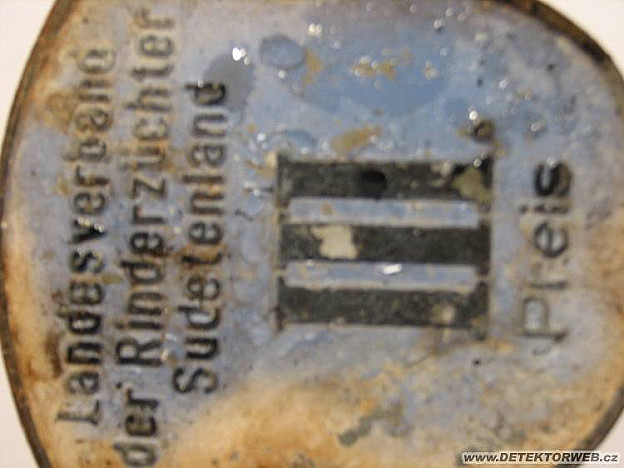 Landesverband
der Rinderzüchter
Sudetenland
III
Preis
WWW.DETEKTORWEB.cz